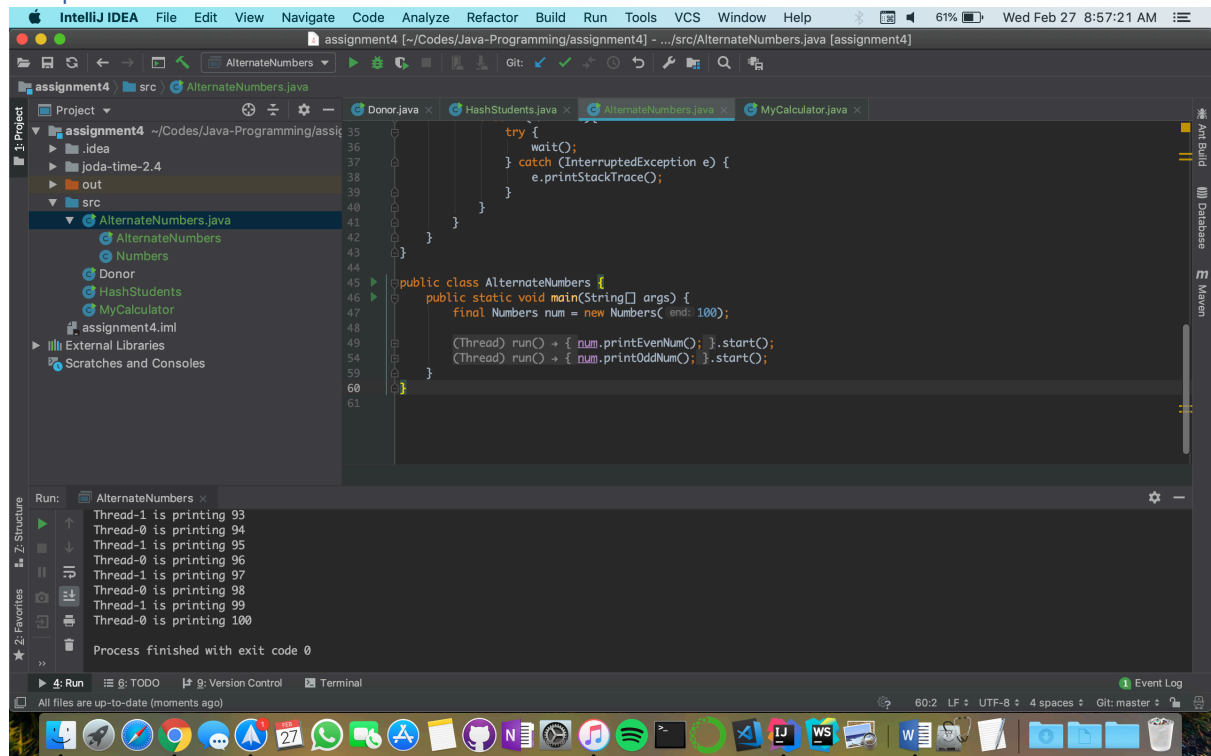 IntelliJ IDEA File Edit View Navigate Code Analyze Refactor Build Run Tools VCS Window Help 61% Wed Feb 27 8:57:21 AM
assignment4 [~/Codes/Java-Programming/assignment4] - .../src/AlternateNumbers.java [assignment4]
AlternateNumbers Git:
assignment4 src AlternateNumbers.java
1: Project
Project
Donor.java HashStudents.java AlternateNumbers.java MyCalculator.java
assignment4 ~/Codes/Java-Programming/assig
.idea
joda-time-2.4
out
src
AlternateNumbers.java
AlternateNumbers
Numbers
Donor
HashStudents
MyCalculator
assignment4.iml
External Libraries
Scratches and Consoles
35 try {
36 wait();
37 } catch (InterruptedException e) {
38 e.printStackTrace();
39 }
40 }
41 }
42 }
43 }
44
45 public class AlternateNumbers {
46 public static void main(String[] args) {
47 final Numbers num = new Numbers( end: 100);
48
49 (Thread) run() → { num.printEvenNum(); }.start();
54 (Thread) run() → { num.printOddNum(); }.start();
59 }
60 }
61
Ant Build
Database
m Maven
Run: AlternateNumbers
Thread-1 is printing 93
Thread-0 is printing 94
Thread-1 is printing 95
Thread-0 is printing 96
Thread-1 is printing 97
Thread-0 is printing 98
Thread-1 is printing 99
Thread-0 is printing 100
Process finished with exit code 0
7: Structure
2: Favorites
4: Run 6: TODO 9: Version Control Terminal 1 Event Log
All files are up-to-date (moments ago) 60:2 LF UTF-8 4 spaces Git: master
FEB
27
N
IJ
WS
W